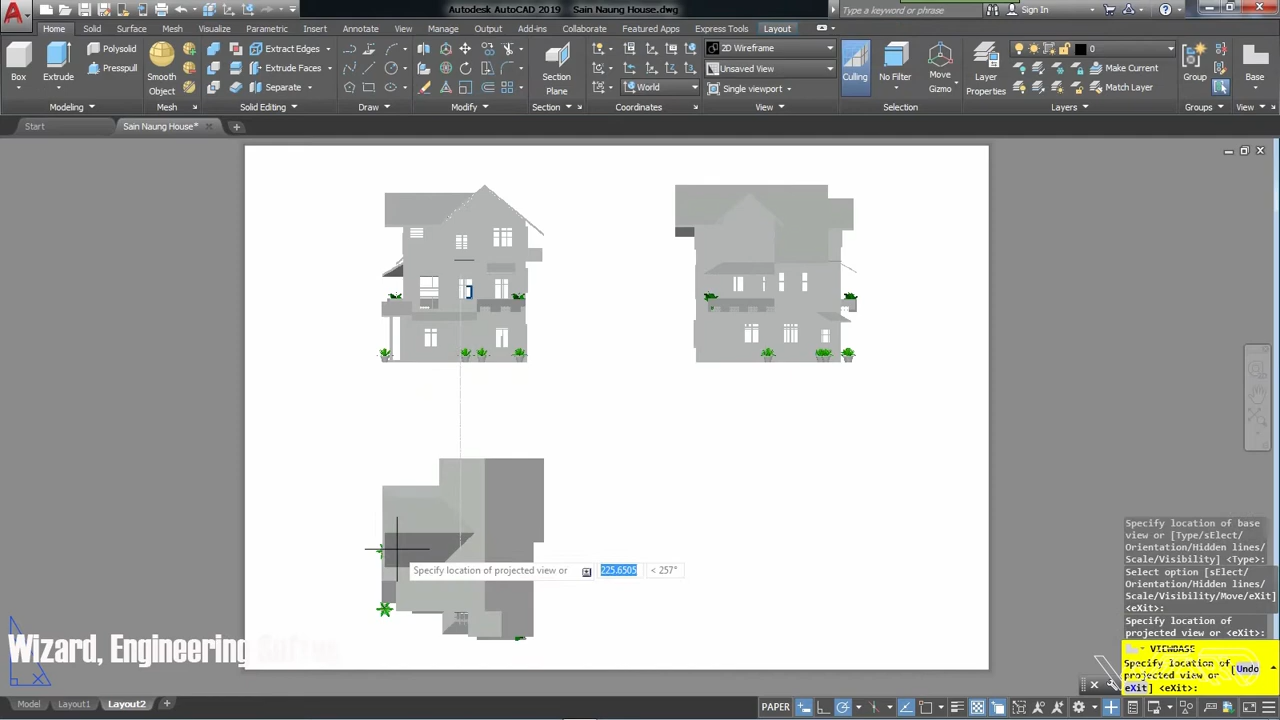 Autodesk AutoCAD 2019 Sain Naung House.dwg
Type a keyword or phrase
Sign In
Home Solid Surface Mesh Visualize Parametric Insert Annotate View Manage Output Add-ins Collaborate Featured Apps Express Tools Layout
Box
Extrude
Polysolid
Presspull
Smooth
Object
Extrude Edges
Extrude Faces
Separate
Section
Plane
World
2D Wireframe
Unsaved View
Single viewport
Culling
No Filter
Move
Gizmo
Layer
Properties
0
Make Current
Match Layer
Group
Base
Modeling Mesh Solid Editing Draw Modify Section Coordinates View Selection Layers Groups View
Start Sain Naung House*
Specify location of projected view or 225.6505 < 257°
Specify location of base
view or [Type/sElect/
Orientation/Hidden lines/
Scale/Visibility] <Type>:
Select option [sElect/
Orientation/Hidden lines/
Scale/Visibility/Move/eXit]
<eXit>:
Specify location of
projected view or <eXit>:
VIEWBASE
Specify location of
projected view or [Undo
eXit] <eXit>:
Wizard, Engineering Softwa
Model Layout1 Layout2
PAPER